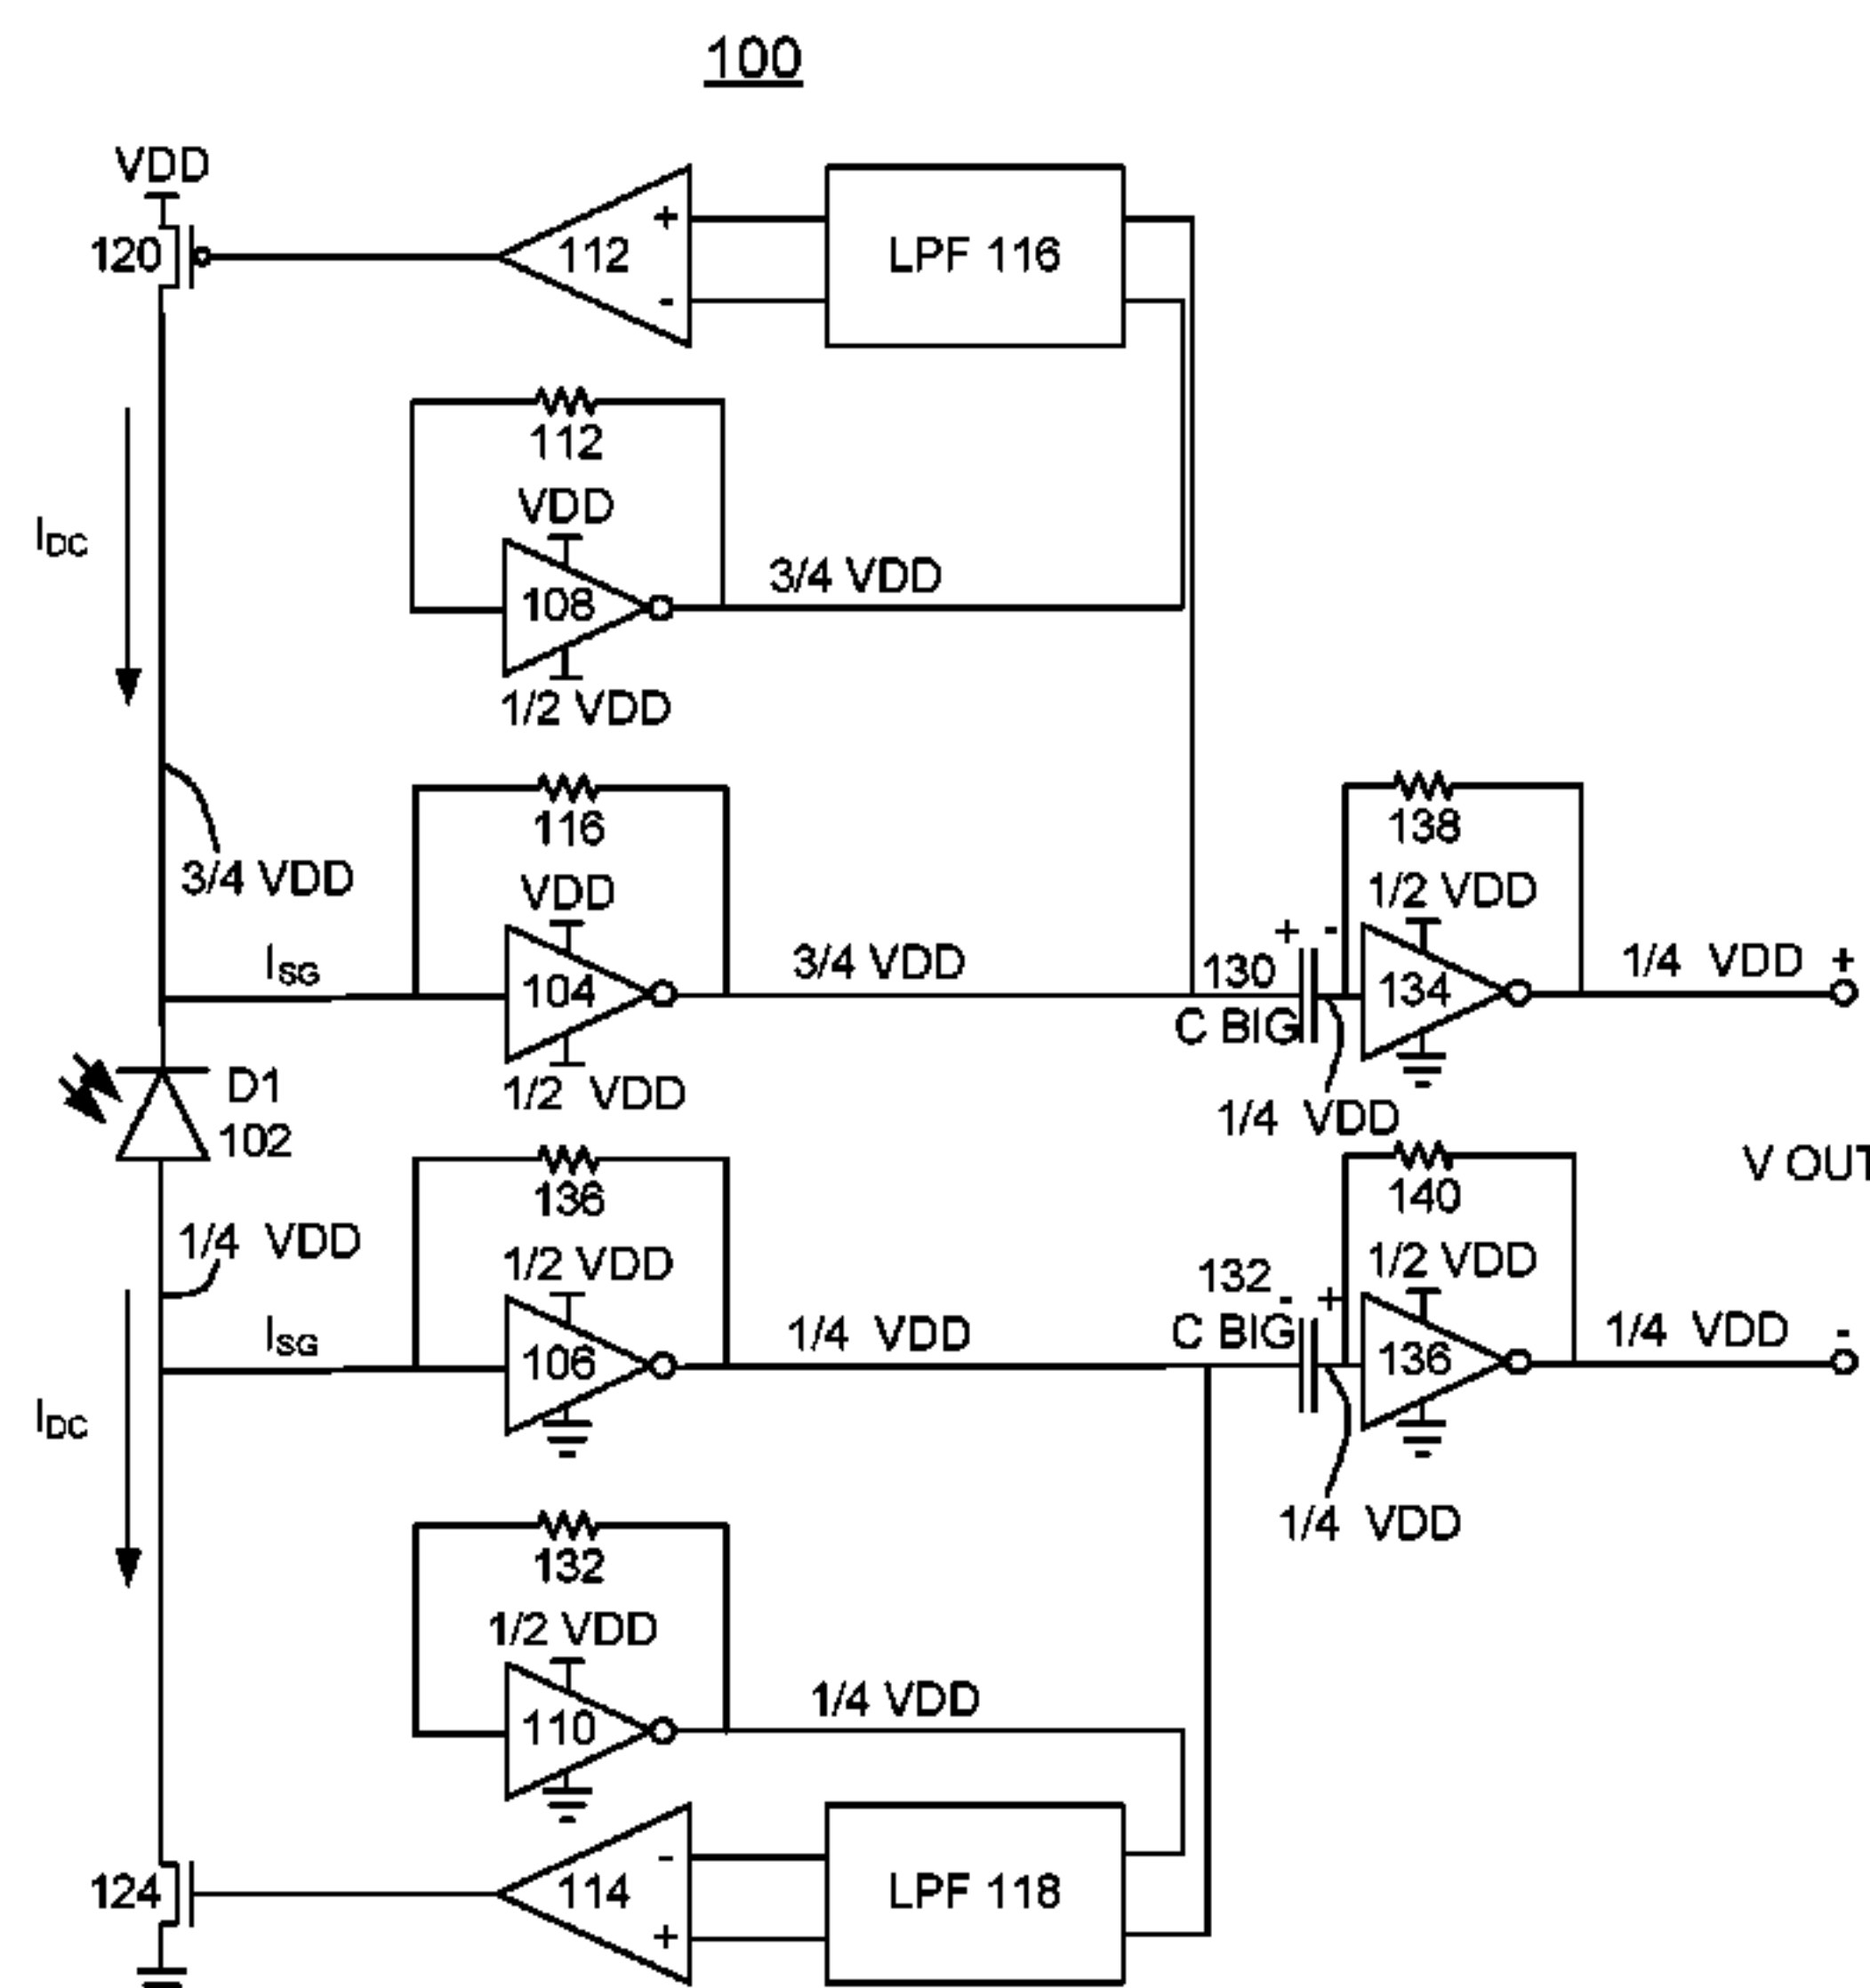 100
VDD
120
112
+
-
LPF 116
112
VDD
108
3/4 VDD
1/2 VDD
IDC
3/4 VDD
116
VDD
ISG
104
3/4 VDD
1/2 VDD
138
1/2 VDD
+ -
130
C BIG
134
1/4 VDD +
1/4 VDD
D1
102
136
1/4 VDD
1/2 VDD
ISG
106
1/4 VDD
V OUT
140
1/2 VDD
132
- +
C BIG
136
1/4 VDD -
1/4 VDD
IDC
132
1/2 VDD
110
1/4 VDD
124
114
-
+
LPF 118